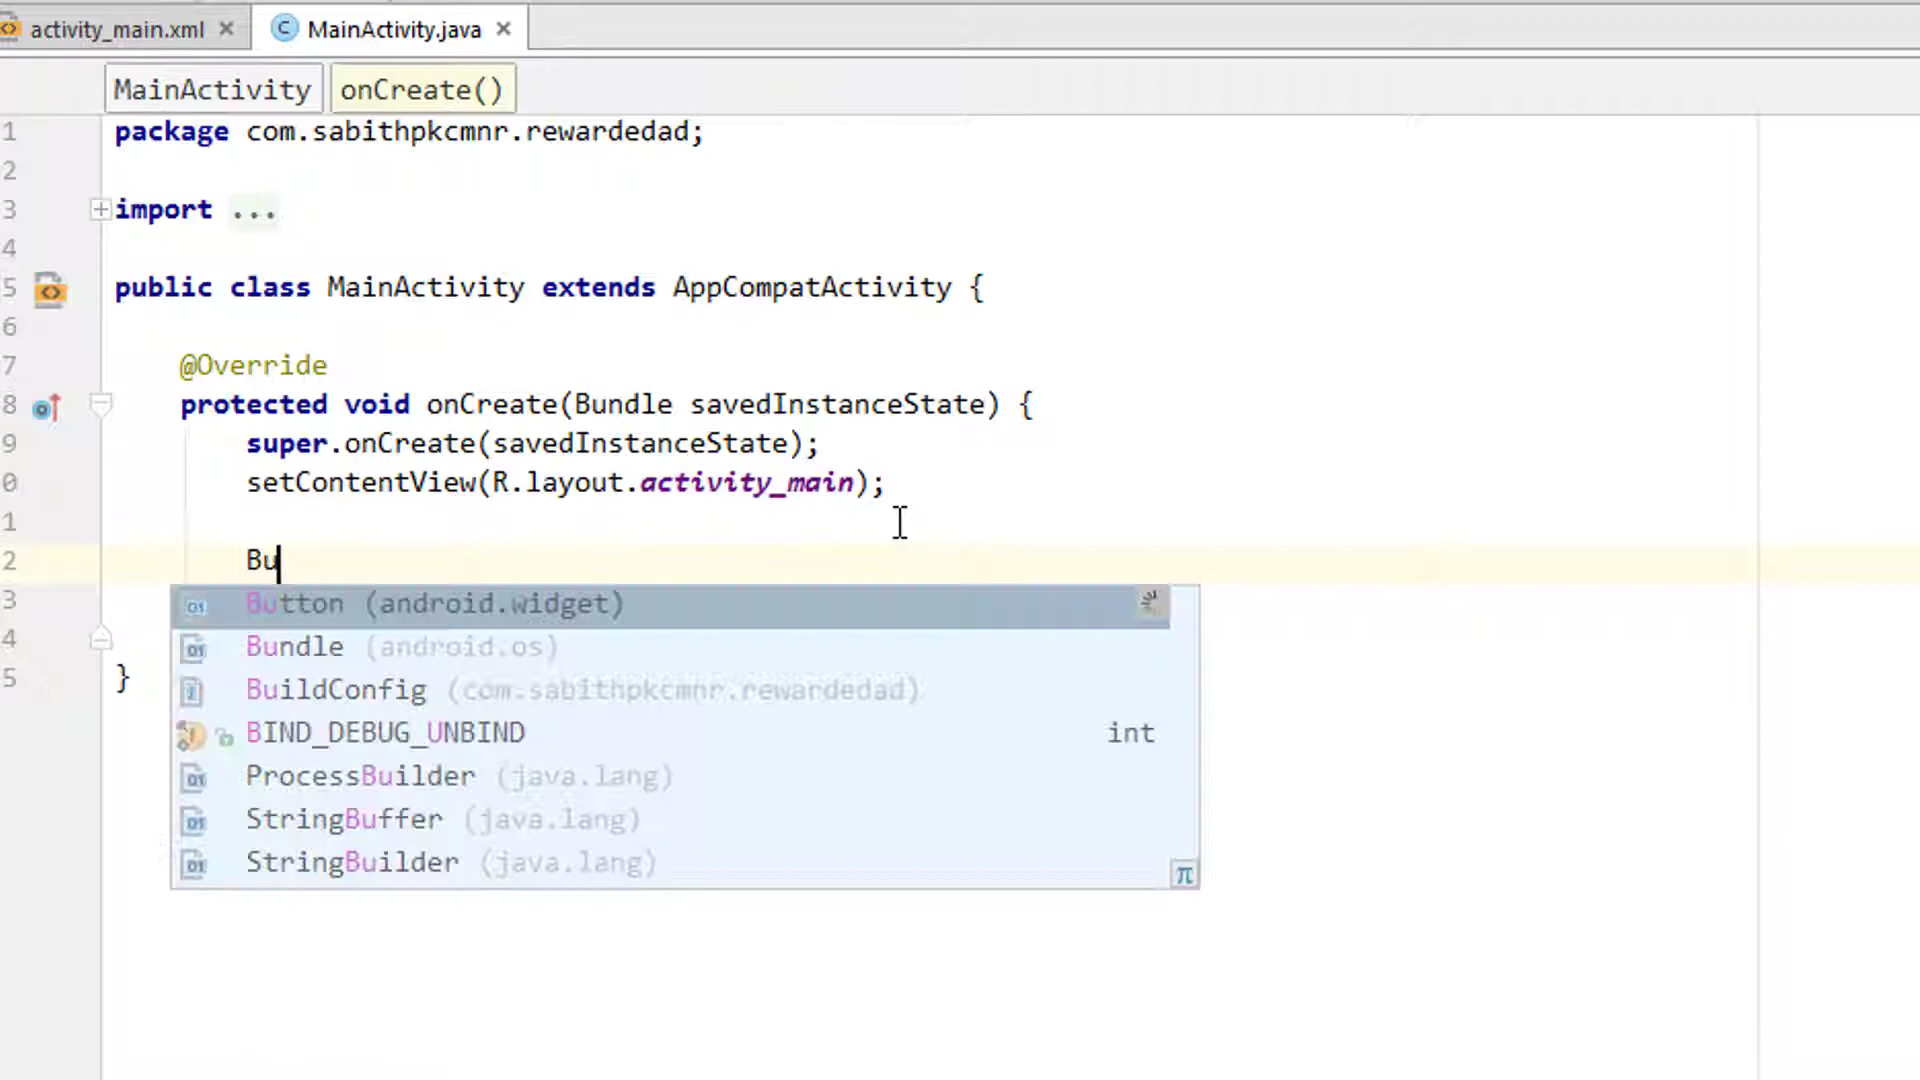 activity_main.xml
MainActivity.java
MainActivity onCreate()
1 package com.sabithpkcmnr.rewardedad;
2
3 import ...
4
5 public class MainActivity extends AppCompatActivity {
6
7 @Override
8 protected void onCreate(Bundle savedInstanceState) {
9 super.onCreate(savedInstanceState);
0 setContentView(R.layout.activity_main);
1
2 Bu
3
4
5 }
Button (android.widget)
Bundle (android.os)
BuildConfig (com.sabithpkcmnr.rewardedad)
BIND_DEBUG_UNBIND int
ProcessBuilder (java.lang)
StringBuffer (java.lang)
StringBuilder (java.lang)
π